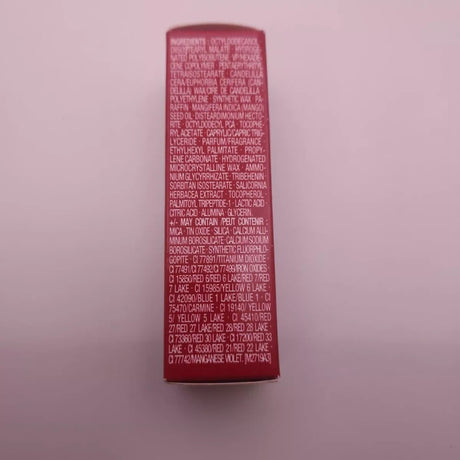 INGREDIENTS : OCTYLDODECANOL
DIISOSTEARYL MALATE · HYDROGE-
NATED POLYISOBUTENE · VP/HEXADE-
CENE COPOLYMER · PENTAERYTHRITYL
TETRAISOSTEARATE · CANDELILLA
CERA/EUPHORBIA CERIFERA (CAN-
DELILLA) WAX/CIRE DE CANDELILLA ·
POLYETHYLENE · SYNTHETIC WAX · PA-
RAFFIN · MANGIFERA INDICA (MANGO)
SEED OIL · DISTEARDIMONIUM HECTO-
RITE · OCTYLDODECYL PCA · TOCOPHE-
RYL ACETATE · CAPRYLIC/CAPRIC TRIG-
LYCERIDE · PARFUM/FRAGRANCE ·
ETHYLHEXYL PALMITATE · PROPY-
LENE CARBONATE · HYDROGENATED
MICROCRYSTALLINE WAX · AMMO-
NIUM GLYCYRRHIZATE · TRIBEHENIN ·
SORBITAN ISOSTEARATE · SALICORNIA
HERBACEA EXTRACT · TOCOPHEROL ·
PALMITOYL TRIPEPTIDE-1 · LACTIC ACID ·
CITRIC ACID · ALUMINA · GLYCERIN
+/- MAY CONTAIN /PEUT CONTENIR :
MICA · TIN OXIDE · SILICA · CALCIUM ALU-
MINUM BOROSILICATE · CALCIUM SODIUM
BOROSILICATE · SYNTHETIC FLUORPHLO-
GOPITE · CI 77891/TITANIUM DIOXIDE ·
CI 77491/CI 77492/CI 77499/IRON OXIDES ·
CI 15850/RED 6/RED 6 LAKE/RED 7/RED
7 LAKE · CI 15985/YELLOW 6 LAKE ·
CI 42090/BLUE 1 LAKE/BLUE 1 · CI
75470/CARMINE · CI 19140/ YELLOW
5/ YELLOW 5 LAKE · CI 45410/RED
27/RED 27 LAKE/RED 28/RED 28 LAKE ·
CI 73360/RED 30 LAKE · CI 17200/RED 33
LAKE · CI 45380/RED 21/RED 22 LAKE ·
CI 77742/MANGANESE VIOLET. [M2719A3]